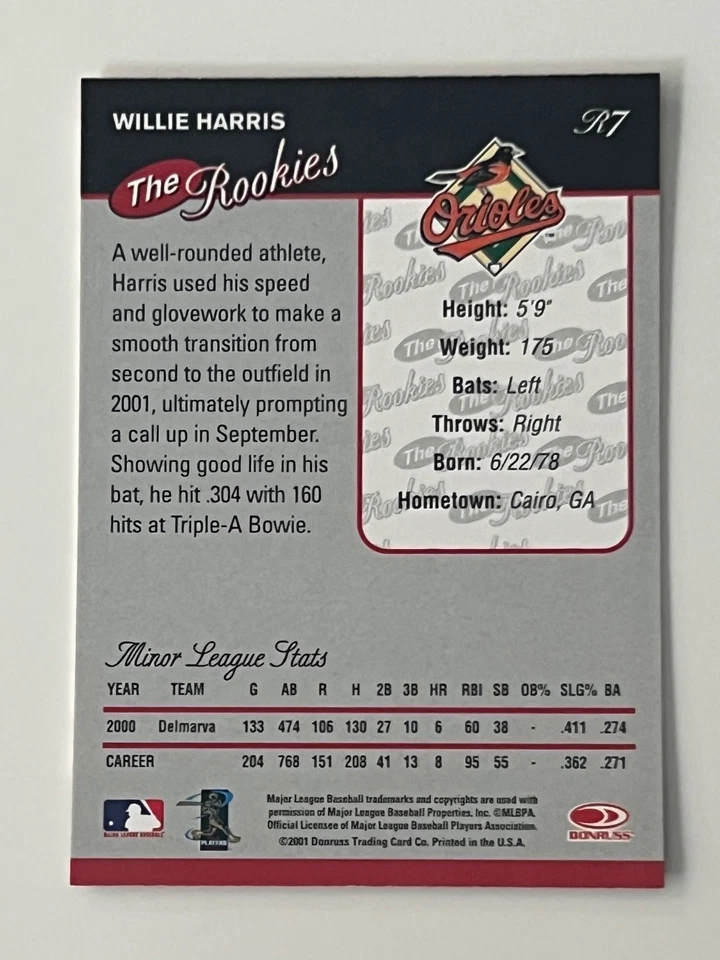 WILLIE HARRIS
R7
The Rookies
Orioles
A well-rounded athlete,
Harris used his speed
and glovework to make a
smooth transition from
second to the outfield in
2001, ultimately prompting
a call up in September.
Showing good life in his
bat, he hit .304 with 160
hits at Triple-A Bowie.
Height: 5'9"
Weight: 175
Bats: Left
Throws: Right
Born: 6/22/78
Hometown: Cairo, GA
Minor League Stats
YEAR TEAM G AB R H 2B 3B HR RBI SB OB% SLG% BA
2000 Delmarva 133 474 106 130 27 10 6 60 38 - .411 .274
CAREER 204 768 151 208 41 13 8 95 55 - .362 .271
MAJOR LEAGUE BASEBALL
PLAYERS
Major League Baseball trademarks and copyrights are used with
permission of Major League Baseball Properties, Inc. ©MLBPA,
Official Licensee of Major League Baseball Players Association.
©2001 Donruss Trading Card Co. Printed in the U.S.A.
DONRUSS